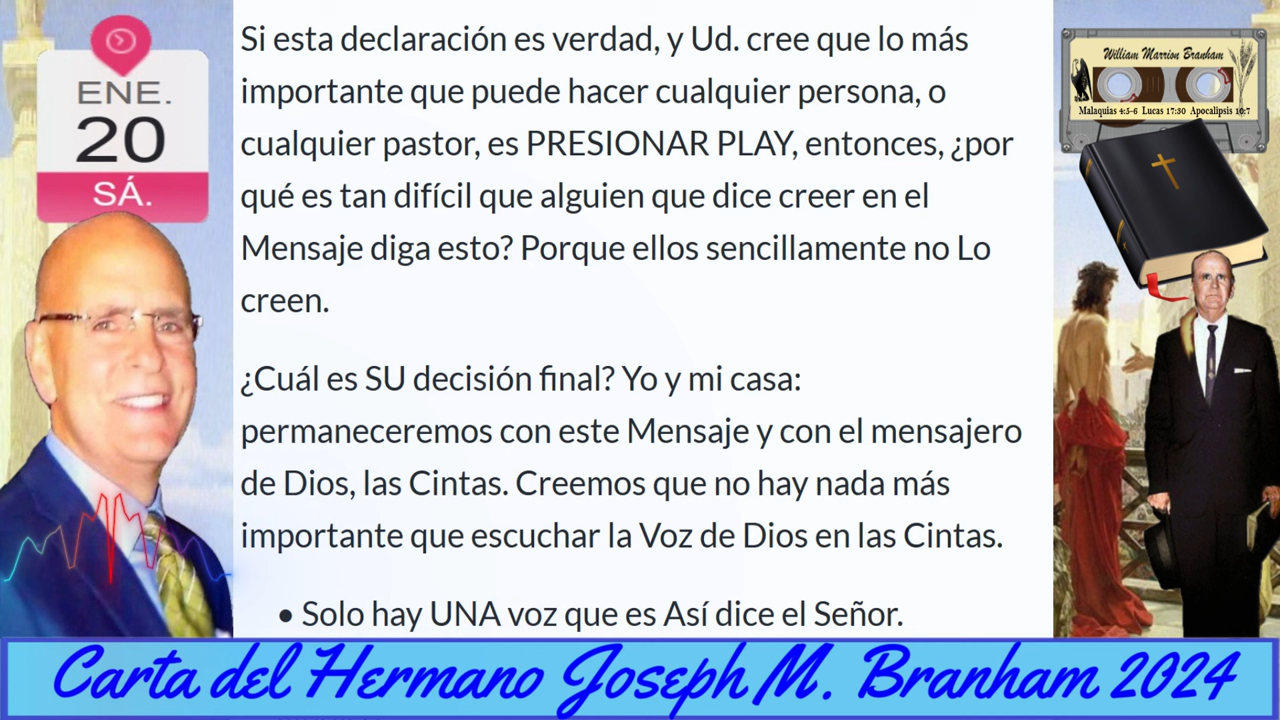 ENE.
20
SÁ.
Si esta declaración es verdad, y Ud. cree que lo más
importante que puede hacer cualquier persona, o
cualquier pastor, es PRESIONAR PLAY, entonces, ¿por
qué es tan difícil que alguien que dice creer en el
Mensaje diga esto? Porque ellos sencillamente no Lo
creen.
¿Cuál es SU decisión final? Yo y mi casa:
permaneceremos con este Mensaje y con el mensajero
de Dios, las Cintas. Creemos que no hay nada más
importante que escuchar la Voz de Dios en las Cintas.
• Solo hay UNA voz que es Así dice el Señor.
William Marrion Branham
Malaquias 4:5-6 Lucas 17:30 Apocalipsis 10:7
Carta del Hermano Joseph M. Branham 2024